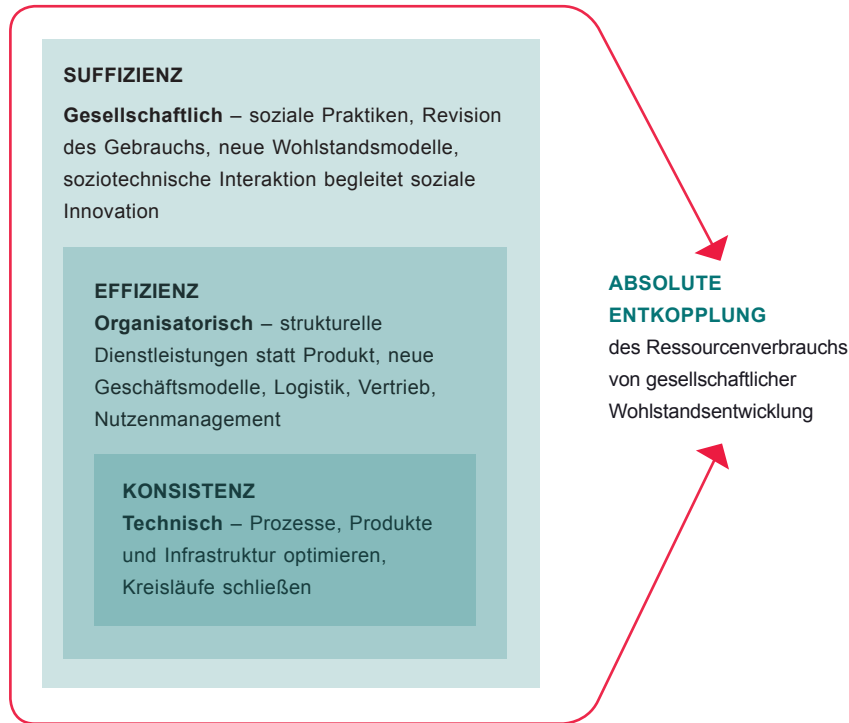 SUFFIZIENZ
Gesellschaftlich – soziale Praktiken, Revision
des Gebrauchs, neue Wohlstandsmodelle,
soziotechnische Interaktion begleitet soziale
Innovation
EFFIZIENZ
Organisatorisch – strukturelle
Dienstleistungen statt Produkt, neue
Geschäftsmodelle, Logistik, Vertrieb,
Nutzenmanagement
KONSISTENZ
Technisch – Prozesse, Produkte
und Infrastruktur optimieren,
Kreisläufe schließen
ABSOLUTE
ENTKOPPLUNG
des Ressourcenverbrauchs
von gesellschaftlicher
Wohlstandsentwicklung